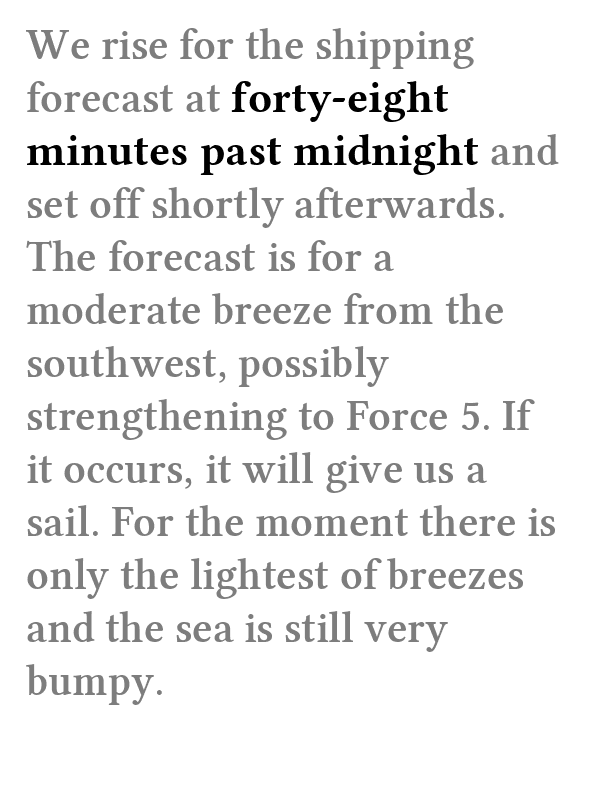 We rise for the shipping
forecast at forty-eight
minutes past midnight and
set off shortly afterwards.
The forecast is for a
moderate breeze from the
southwest, possibly
strengthening to Force 5. If
it occurs, it will give us a
sail. For the moment there is
only the lightest of breezes
and the sea is still very
bumpy.